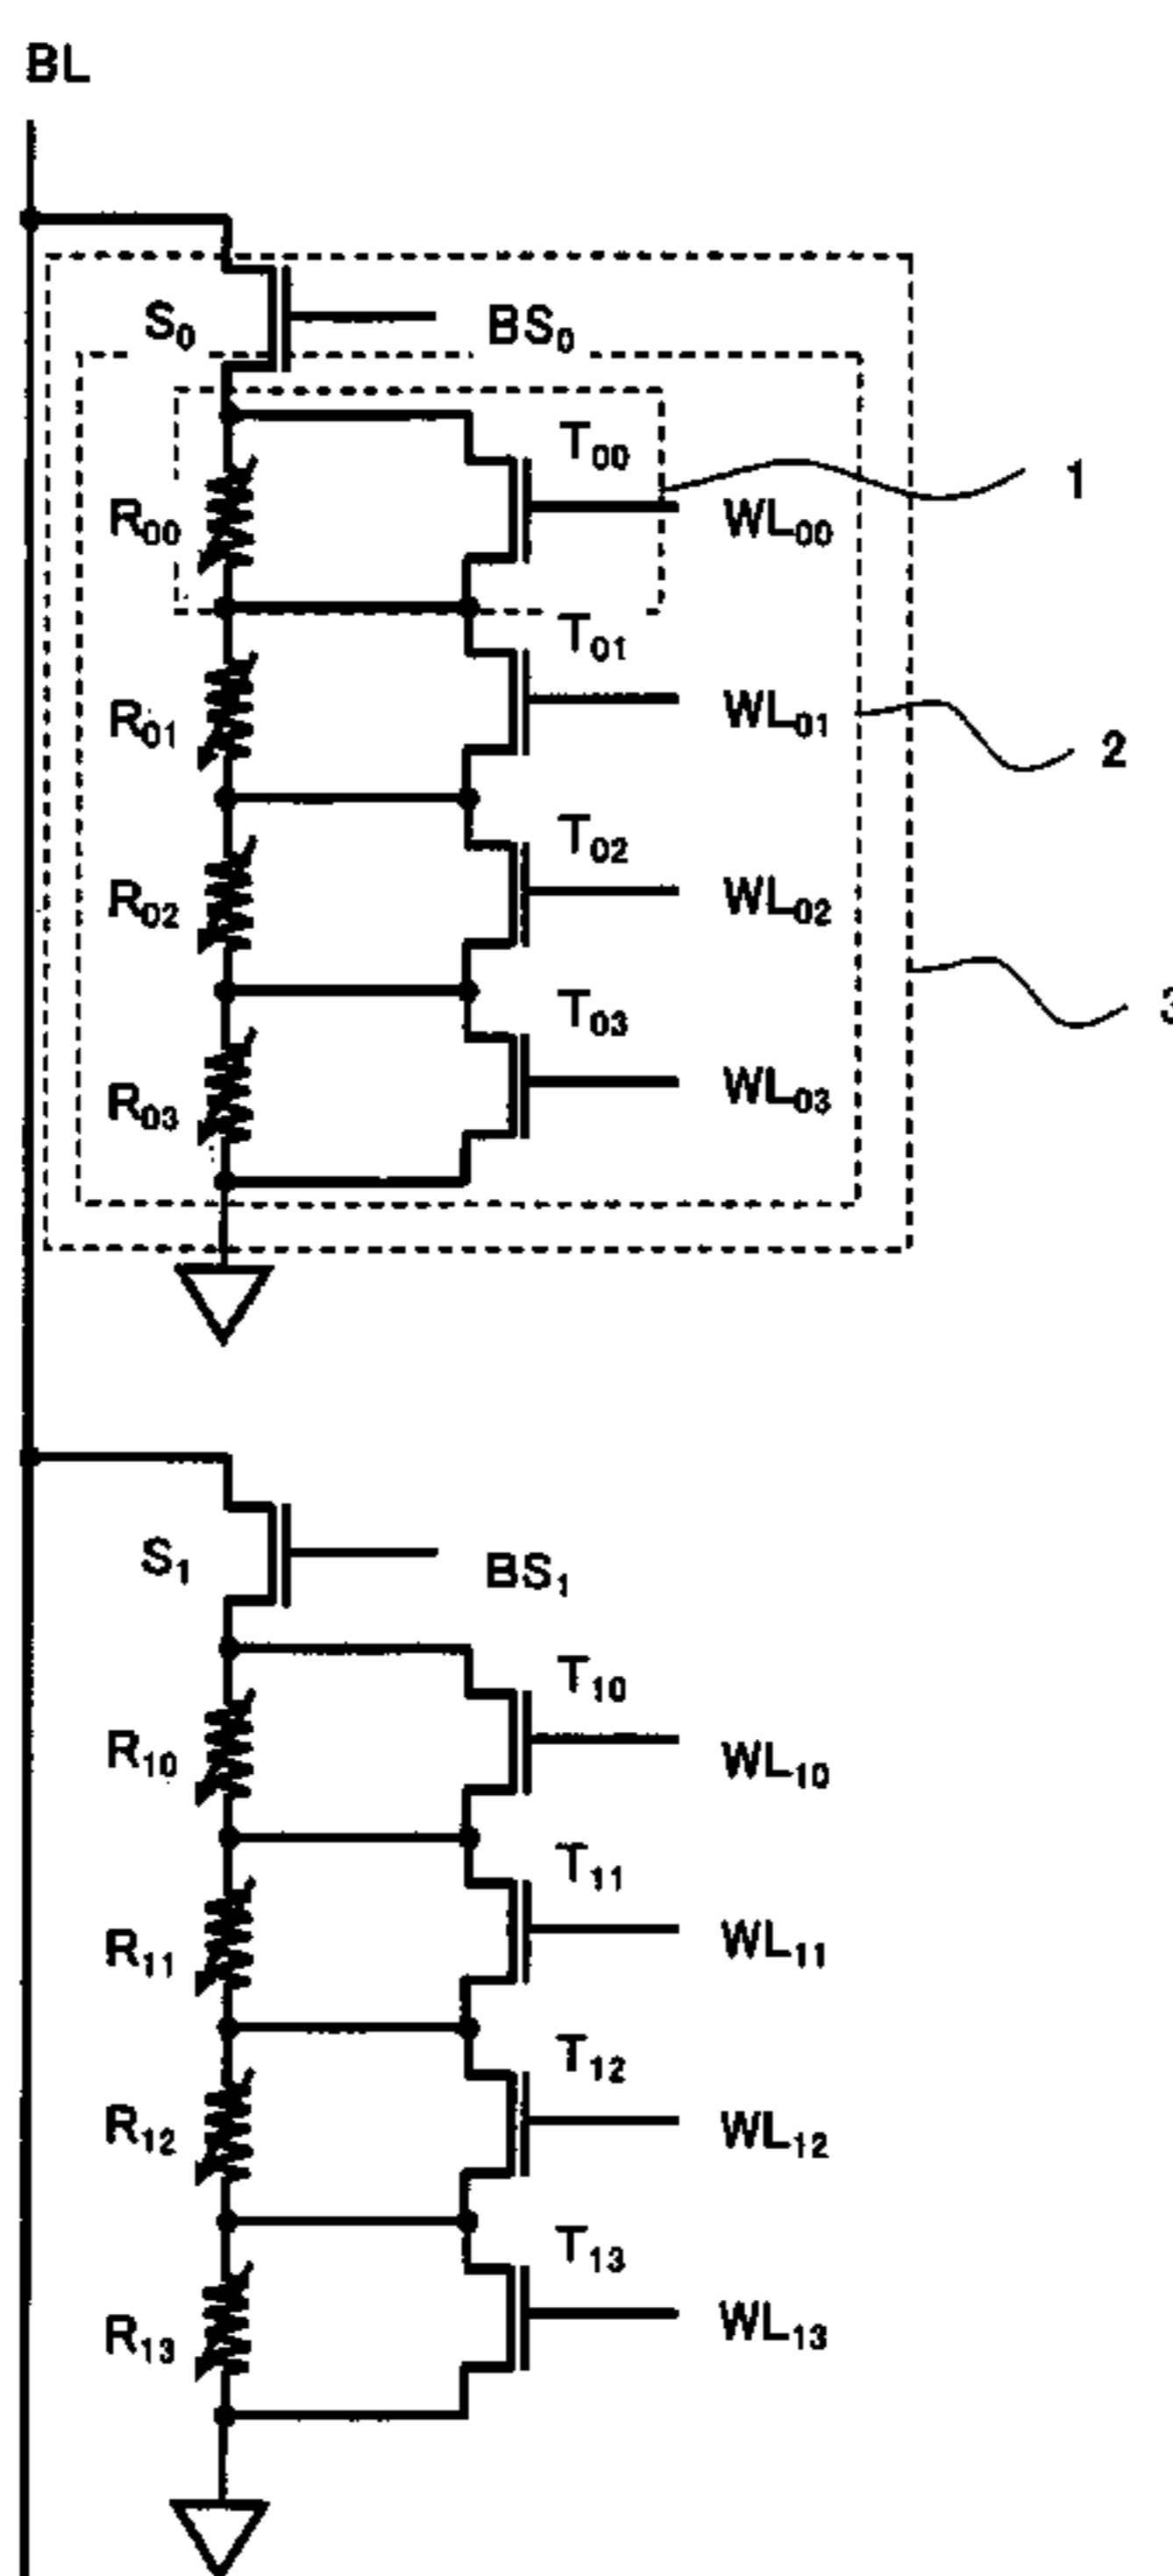 BL
S₀ BS₀
T₀₀
R₀₀ WL₀₀ 1
T₀₁
R₀₁ WL₀₁ 2
T₀₂
R₀₂ WL₀₂
T₀₃ 3
R₀₃ WL₀₃
S₁ BS₁
T₁₀
R₁₀ WL₁₀
T₁₁
R₁₁ WL₁₁
T₁₂
R₁₂ WL₁₂
T₁₃
R₁₃ WL₁₃